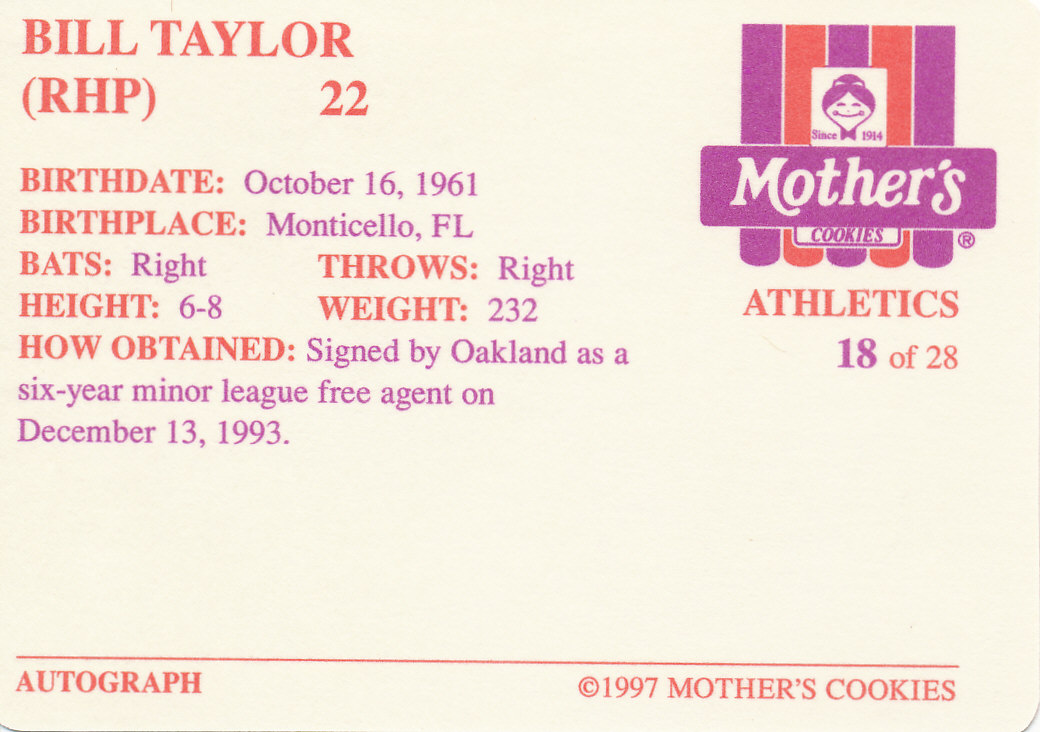 BILL TAYLOR
(RHP) 22
Since 1914
Mother's
COOKIES
®
BIRTHDATE: October 16, 1961
BIRTHPLACE: Monticello, FL
BATS: Right THROWS: Right
HEIGHT: 6-8 WEIGHT: 232
HOW OBTAINED: Signed by Oakland as a
six-year minor league free agent on
December 13, 1993.
ATHLETICS
18 of 28
AUTOGRAPH ©1997 MOTHER'S COOKIES